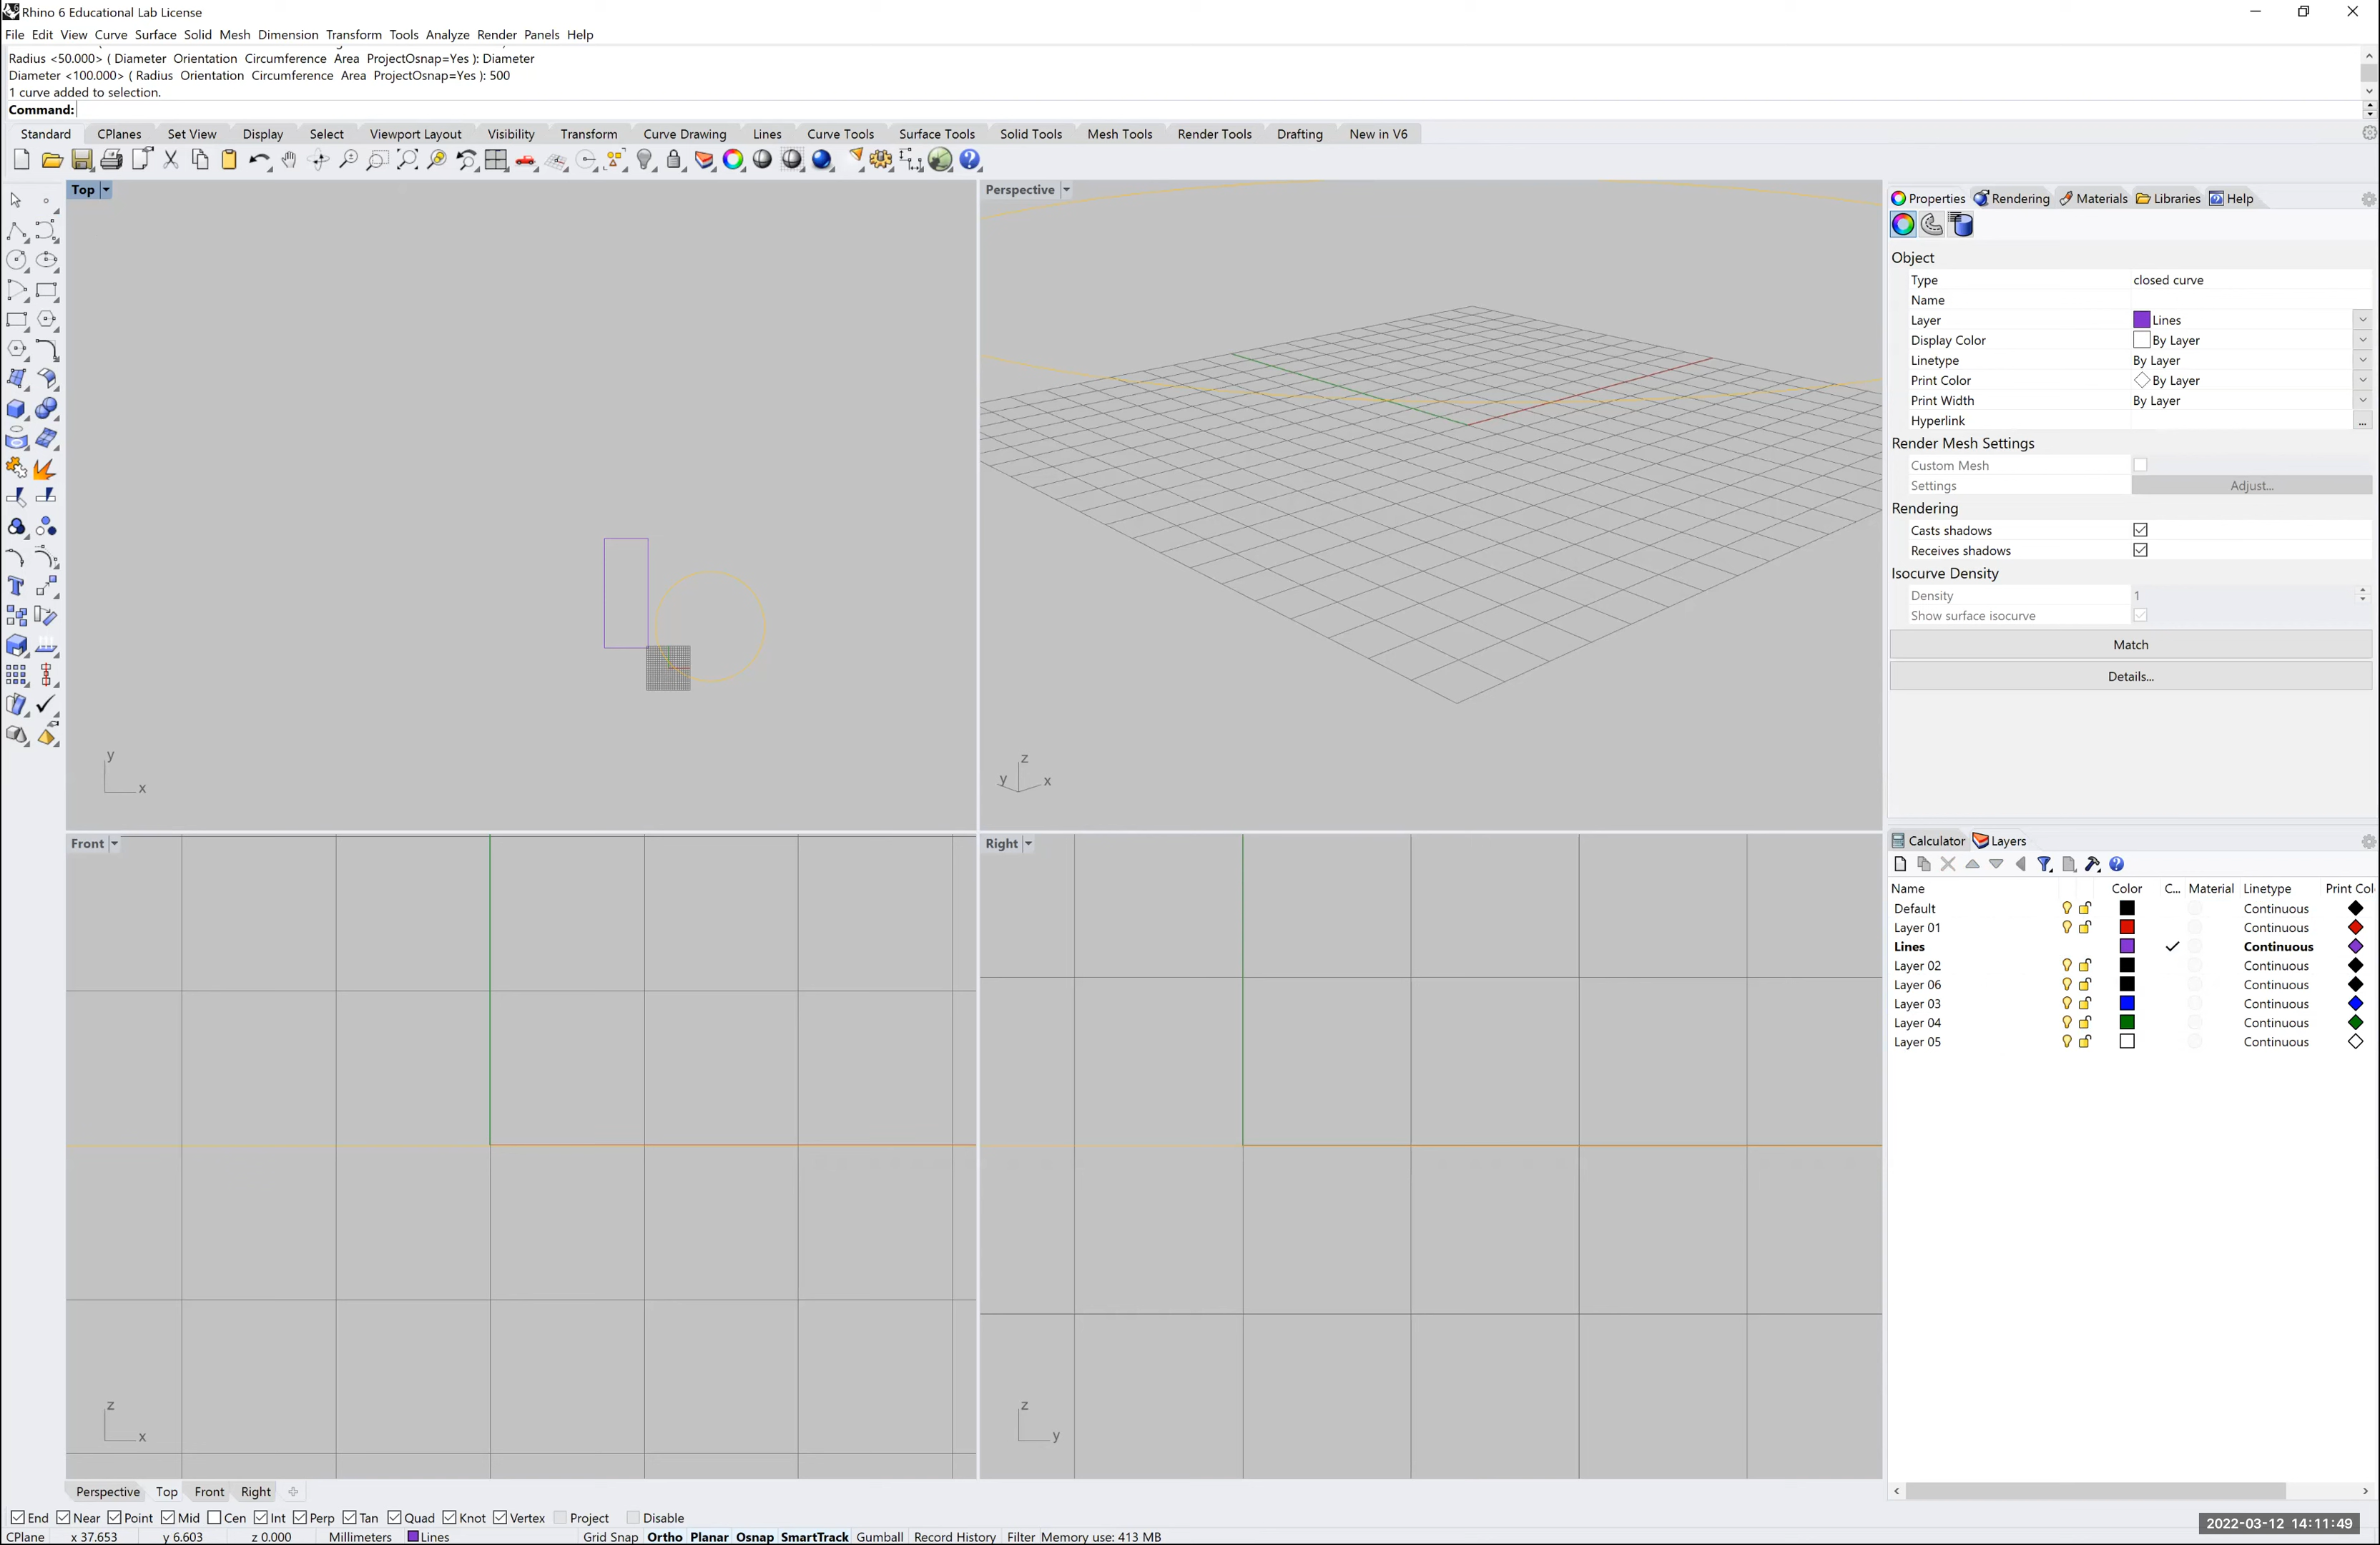 Rhino 6 Educational Lab License
File Edit View Curve Surface Solid Mesh Dimension Transform Tools Analyze Render Panels Help
Radius <50.000> ( Diameter Orientation Circumference Area ProjectOsnap=Yes ): Diameter
Diameter <100.000> ( Radius Orientation Circumference Area ProjectOsnap=Yes ): 500
1 curve added to selection.
Command:
Standard CPlanes Set View Display Select Viewport Layout Visibility Transform Curve Drawing Lines Curve Tools Surface Tools Solid Tools Mesh Tools Render Tools Drafting New in V6
Top
Perspective
Properties Rendering Materials Libraries Help
Object
Type closed curve
Name
Layer Lines
Display Color By Layer
Linetype By Layer
Print Color By Layer
Print Width By Layer
Hyperlink ...
Render Mesh Settings
Custom Mesh
Settings Adjust...
Rendering
Casts shadows
Receives shadows
Isocurve Density
Density 1
Show surface isocurve
Match
Details...
y
x
z
y x
Front
Right
z
x
z
y
Calculator Layers
Name Color C... Material Linetype Print Col
Default Continuous
Layer 01 Continuous
Lines Continuous
Layer 02 Continuous
Layer 06 Continuous
Layer 03 Continuous
Layer 04 Continuous
Layer 05 Continuous
Perspective Top Front Right
End Near Point Mid Cen Int Perp Tan Quad Knot Vertex Project Disable
CPlane x 37.653 y 6.603 z 0.000 Millimeters Lines Grid Snap Ortho Planar Osnap SmartTrack Gumball Record History Filter Memory use: 413 MB
2022-03-12 14:11:49